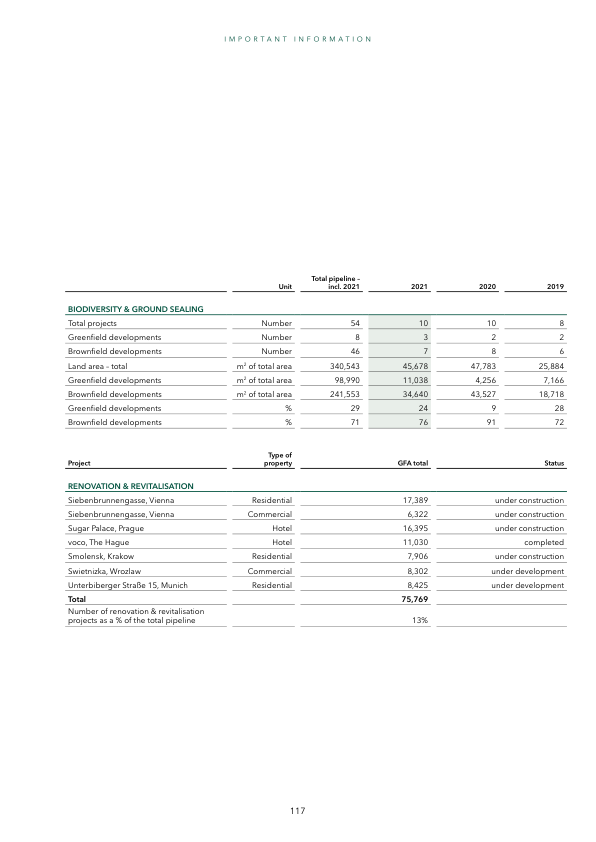 IMPORTANT INFORMATION
Total pipeline –
Unit incl. 2021 2021 2020 2019
BIODIVERSITY & GROUND SEALING
Total projects Number 54 10 10 8
Greenfield developments Number 8 3 2 2
Brownfield developments Number 46 7 8 6
Land area – total m² of total area 340,543 45,678 47,783 25,884
Greenfield developments m² of total area 98,990 11,038 4,256 7,166
Brownfield developments m² of total area 241,553 34,640 43,527 18,718
Greenfield developments % 29 24 9 28
Brownfield developments % 71 76 91 72
Type of
Project property GFA total Status
RENOVATION & REVITALISATION
Siebenbrunnengasse, Vienna Residential 17,389 under construction
Siebenbrunnengasse, Vienna Commercial 6,322 under construction
Sugar Palace, Prague Hotel 16,395 under construction
voco, The Hague Hotel 11,030 completed
Smolensk, Krakow Residential 7,906 under construction
Swietnizka, Wrozlaw Commercial 8,302 under development
Unterbiberger Straße 15, Munich Residential 8,425 under development
Total 75,769
Number of renovation & revitalisation
projects as a % of the total pipeline 13%
117